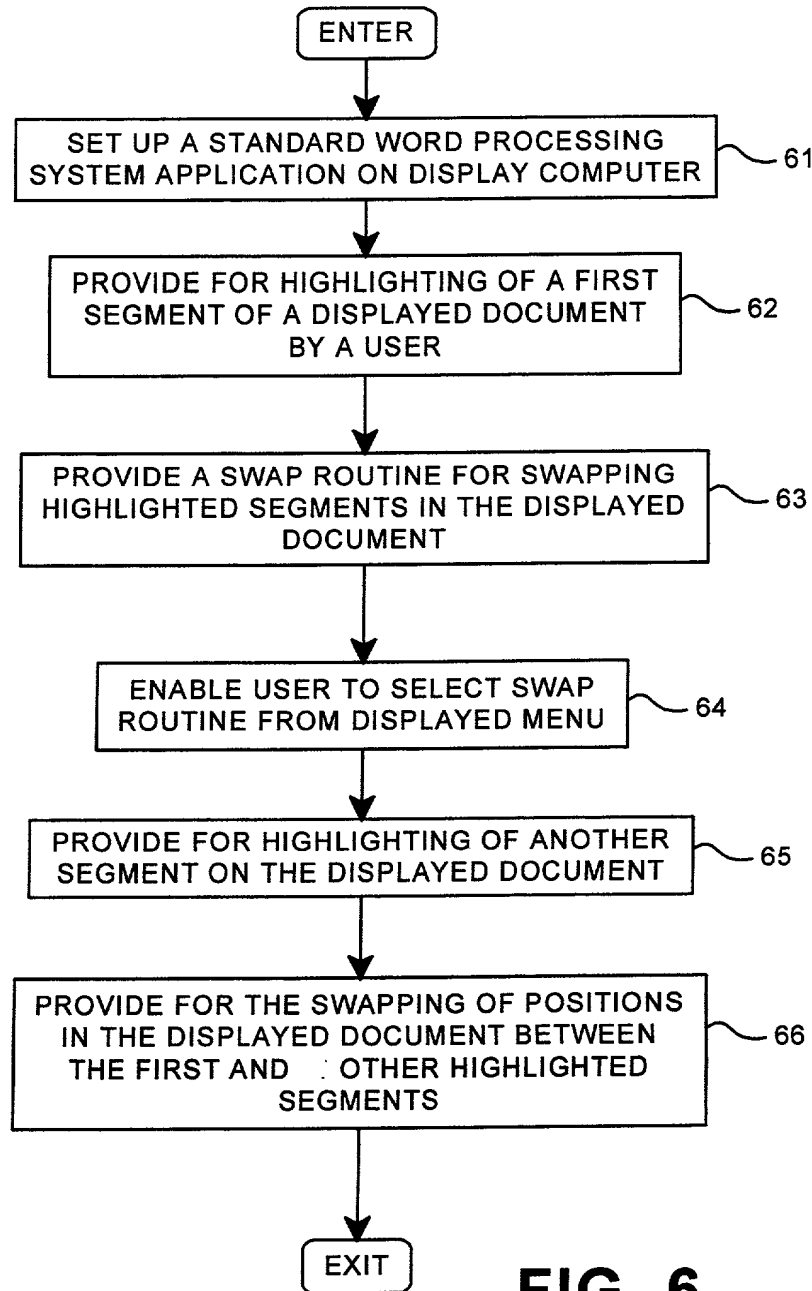 ENTER
SET UP A STANDARD WORD PROCESSING
SYSTEM APPLICATION ON DISPLAY COMPUTER
61
PROVIDE FOR HIGHLIGHTING OF A FIRST
SEGMENT OF A DISPLAYED DOCUMENT
BY A USER
62
PROVIDE A SWAP ROUTINE FOR SWAPPING
HIGHLIGHTED SEGMENTS IN THE DISPLAYED
DOCUMENT
63
ENABLE USER TO SELECT SWAP
ROUTINE FROM DISPLAYED MENU
64
PROVIDE FOR HIGHLIGHTING OF ANOTHER
SEGMENT ON THE DISPLAYED DOCUMENT
65
PROVIDE FOR THE SWAPPING OF POSITIONS
IN THE DISPLAYED DOCUMENT BETWEEN
THE FIRST AND OTHER HIGHLIGHTED
SEGMENTS
66
EXIT
FIG. 6